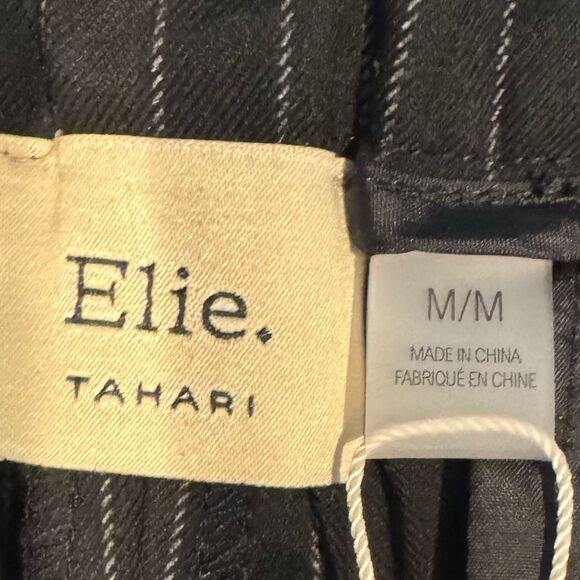 Elie.
TAHARI
M/M
MADE IN CHINA
FABRIQUÉ EN CHINE